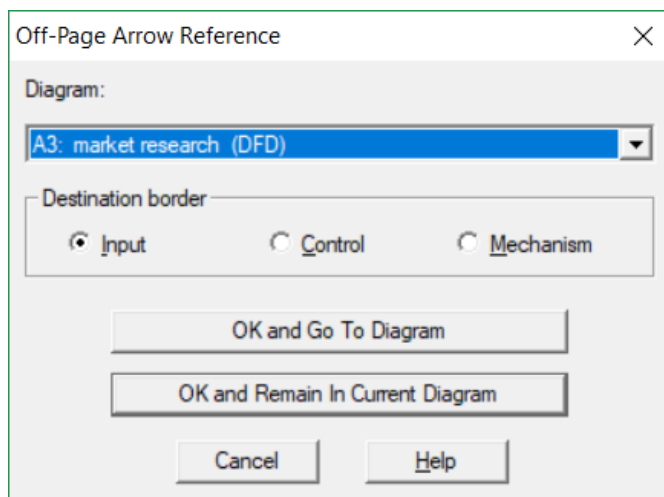 Off-Page Arrow Reference
Diagram:
A3: market research (DFD)
Destination border
Input Control Mechanism
OK and Go To Diagram
OK and Remain In Current Diagram
Cancel Help